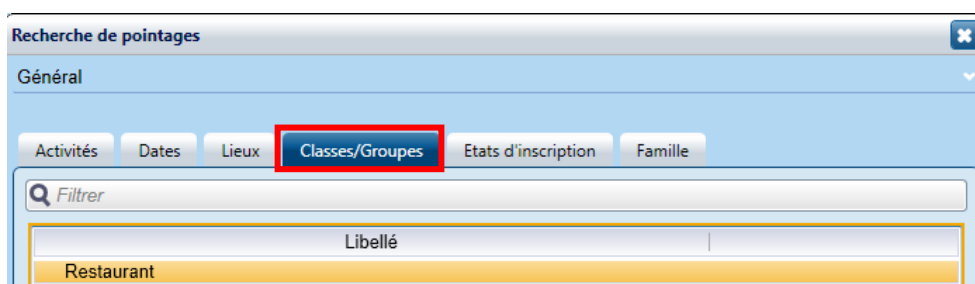 Recherche de pointages
Général
Activités Dates Lieux Classes/Groupes Etats d'inscription Famille
Filtrer
Libellé
Restaurant